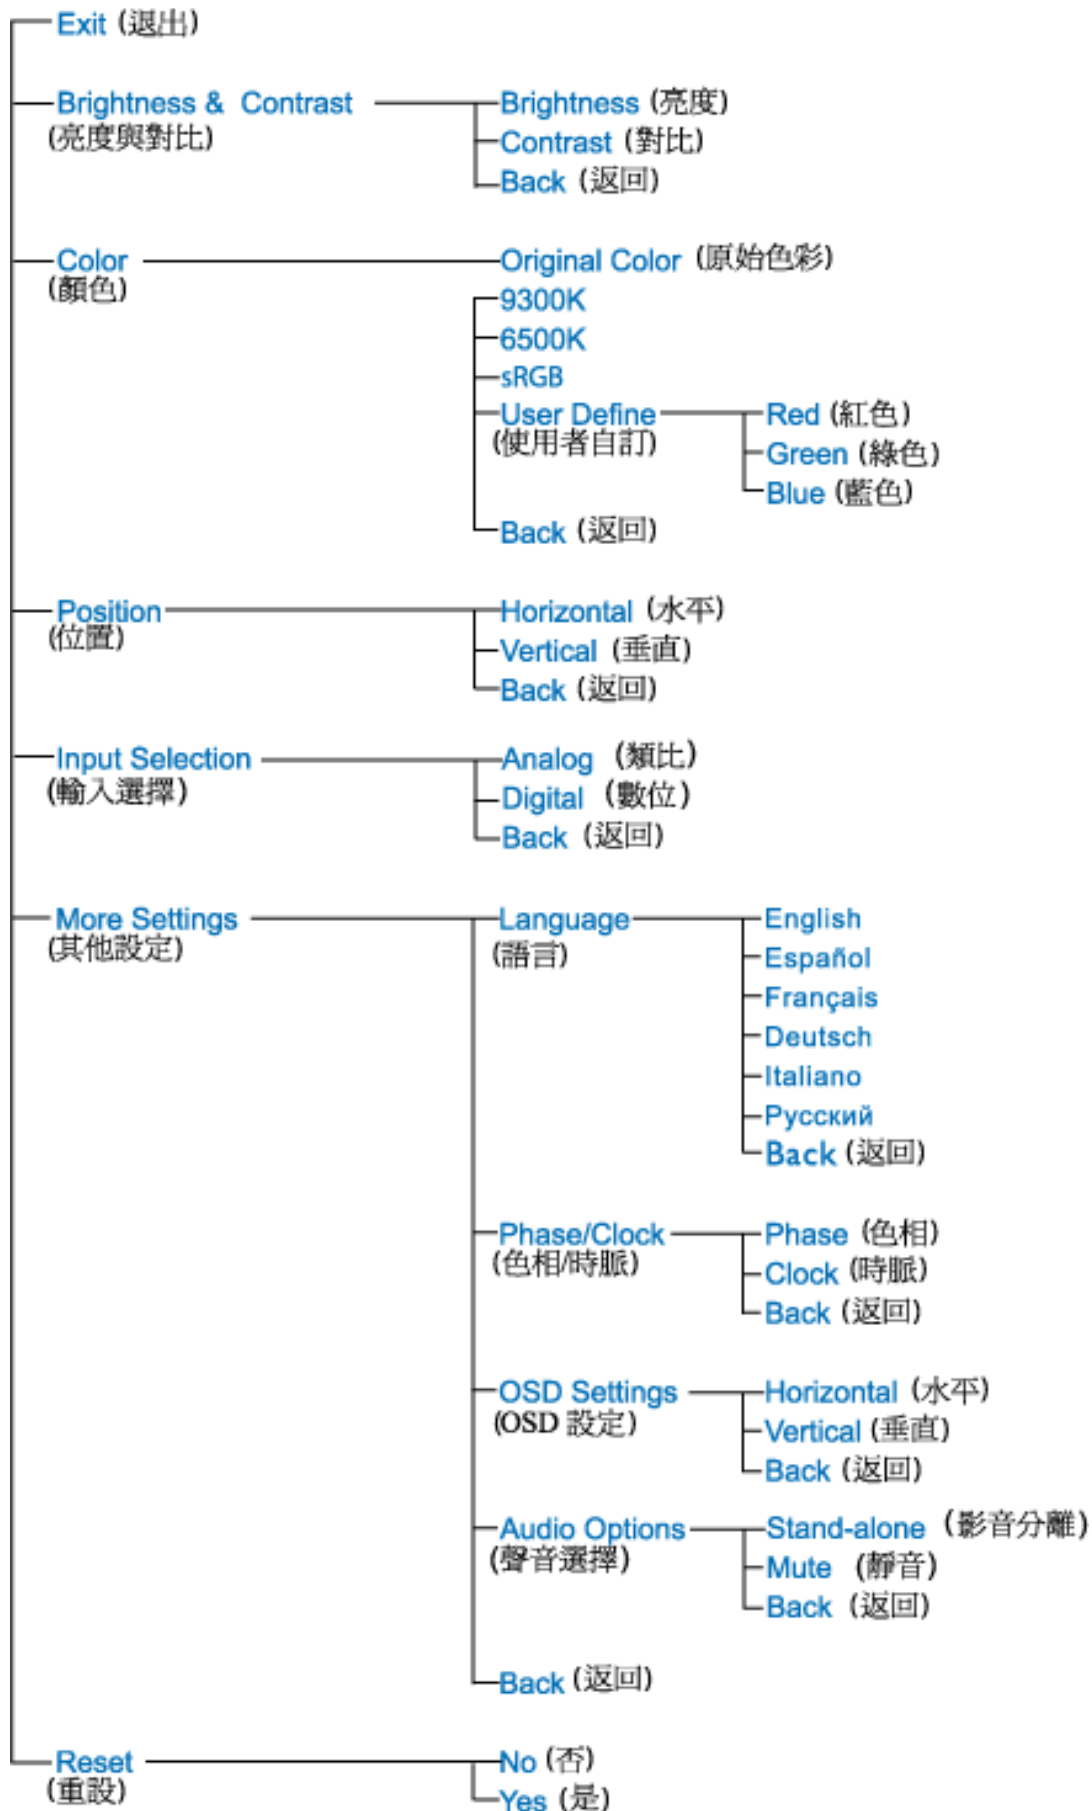 Exit (退出)
Brightness & Contrast
(亮度與對比)
Brightness (亮度)
Contrast (對比)
Back (返回)
Color
(顏色)
Original Color (原始色彩)
9300K
6500K
sRGB
User Define
(使用者自訂)
Red (紅色)
Green (綠色)
Blue (藍色)
Back (返回)
Position
(位置)
Horizontal (水平)
Vertical (垂直)
Back (返回)
Input Selection
(輸入選擇)
Analog (類比)
Digital (數位)
Back (返回)
More Settings
(其他設定)
Language
(語言)
English
Español
Français
Deutsch
Italiano
Русский
Back (返回)
Phase/Clock
(色相/時脈)
Phase (色相)
Clock (時脈)
Back (返回)
OSD Settings
(OSD 設定)
Horizontal (水平)
Vertical (垂直)
Back (返回)
Audio Options
(聲音選擇)
Stand-alone (影音分離)
Mute (靜音)
Back (返回)
Back (返回)
Reset
(重設)
No (否)
Yes (是)